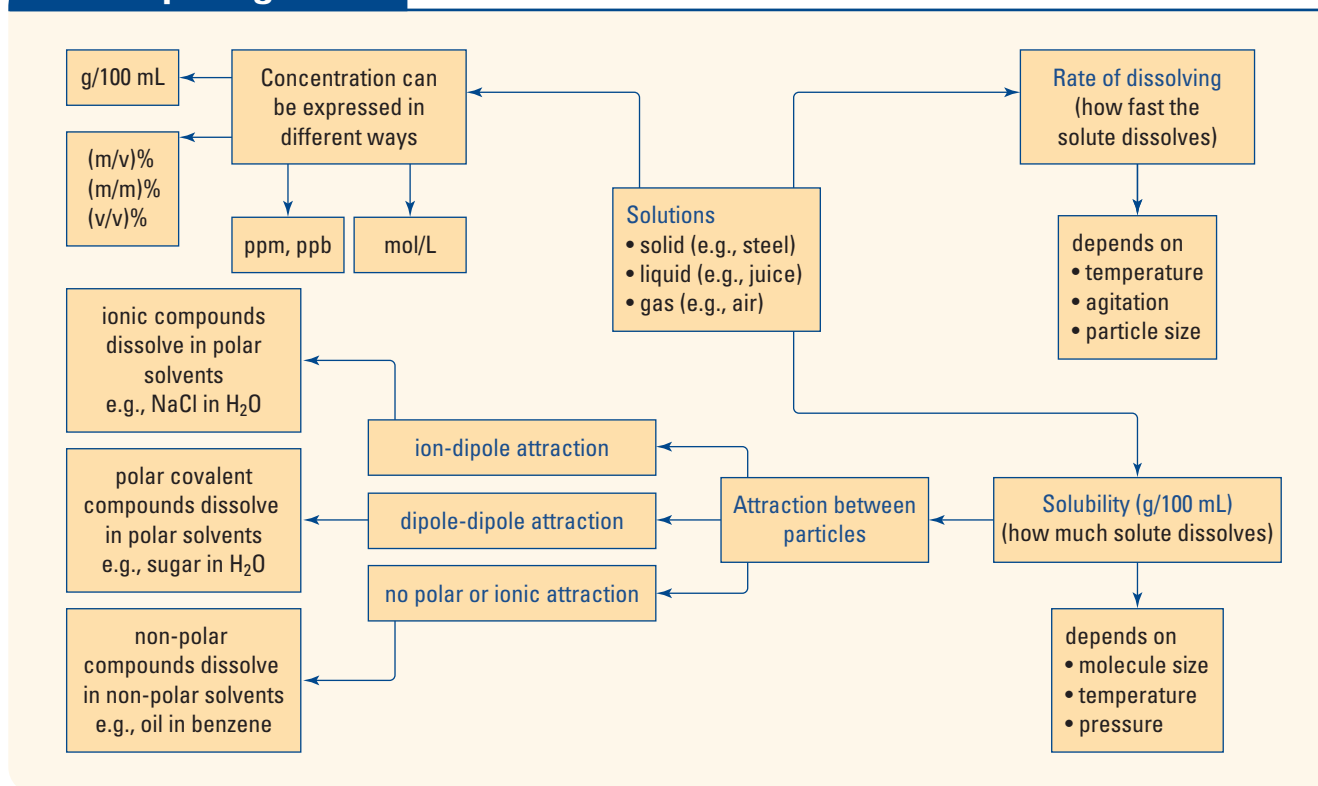 g/100 mL
Concentration can
be expressed in
different ways
(m/v)%
(m/m)%
(v/v)%
ppm, ppb
mol/L
Solutions
• solid (e.g., steel)
• liquid (e.g., juice)
• gas (e.g., air)
Rate of dissolving
(how fast the
solute dissolves)
depends on
• temperature
• agitation
• particle size
ionic compounds
dissolve in polar
solvents
e.g., NaCl in H₂O
ion-dipole attraction
polar covalent
compounds dissolve
in polar solvents
e.g., sugar in H₂O
dipole-dipole attraction
Attraction between
particles
Solubility (g/100 mL)
(how much solute dissolves)
no polar or ionic attraction
non-polar
compounds dissolve
in non-polar solvents
e.g., oil in benzene
depends on
• molecule size
• temperature
• pressure